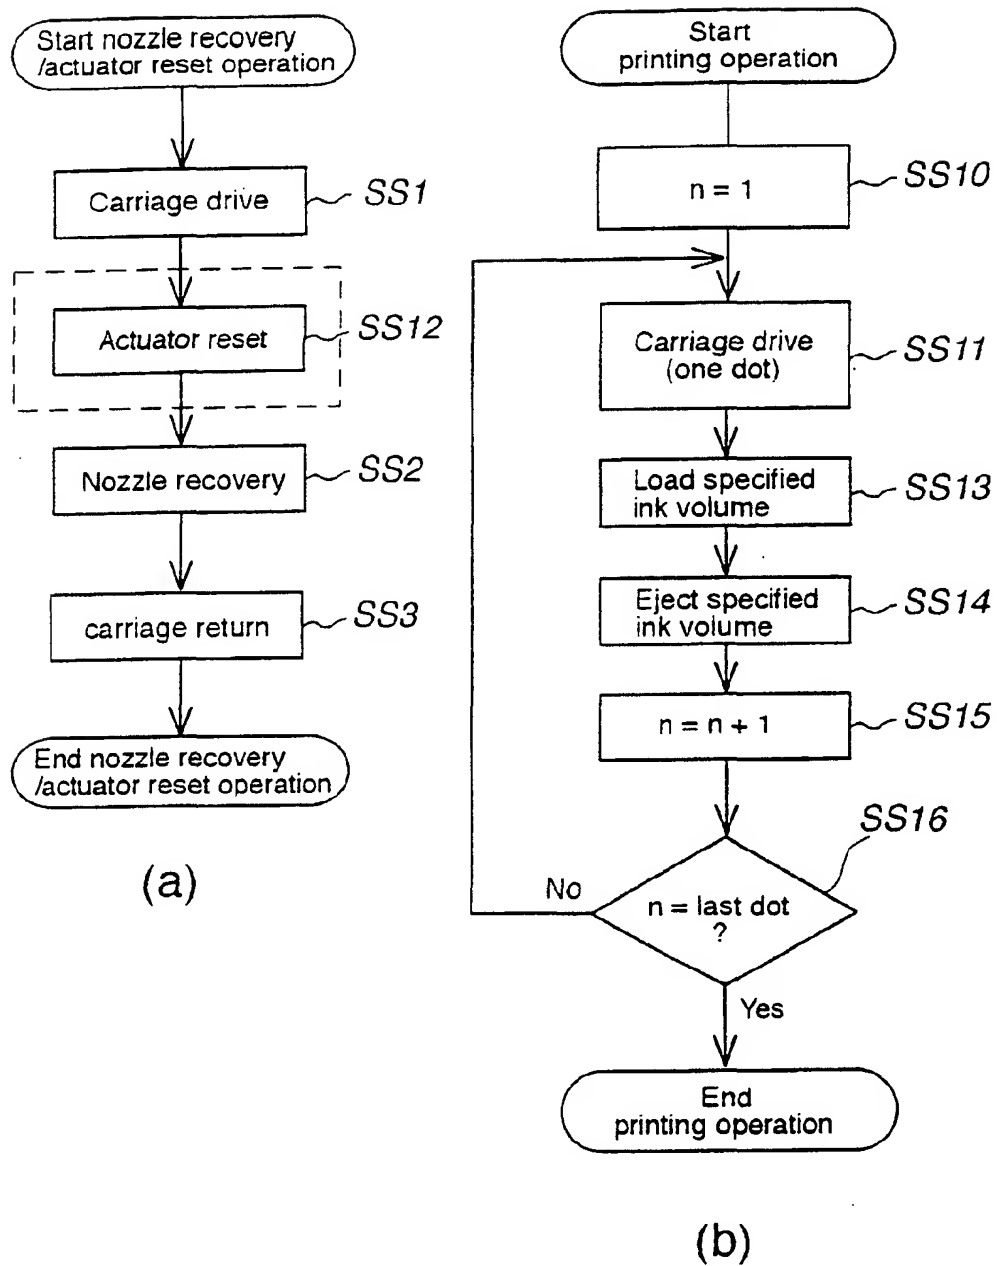 Start nozzle recovery
/actuator reset operation
Carriage drive
SS1
Actuator reset
SS12
Nozzle recovery
SS2
carriage return
SS3
End nozzle recovery
/actuator reset operation
(a)
Start
printing operation
n = 1
SS10
Carriage drive
(one dot)
SS11
Load specified
ink volume
SS13
Eject specified
ink volume
SS14
n = n + 1
SS15
SS16
No
n = last dot
?
Yes
End
printing operation
(b)